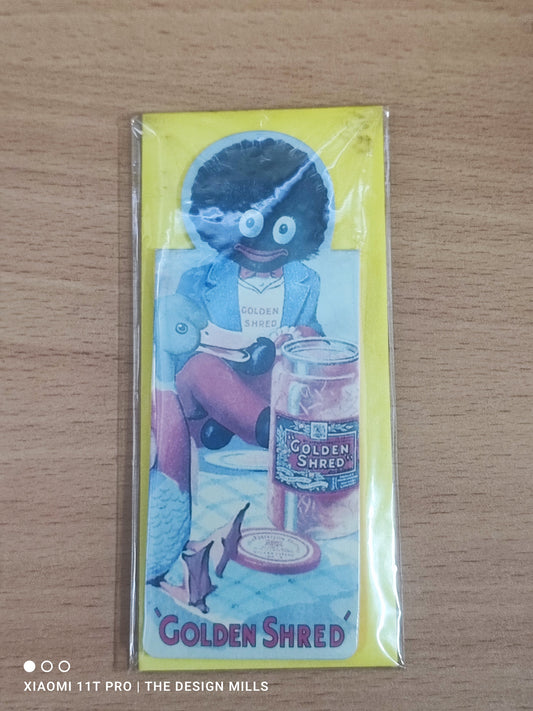 GOLDEN
SHRED
"GOLDEN
SHRED"
"GOLDEN SHRED"
XIAOMI 11T PRO | THE DESIGN MILLS